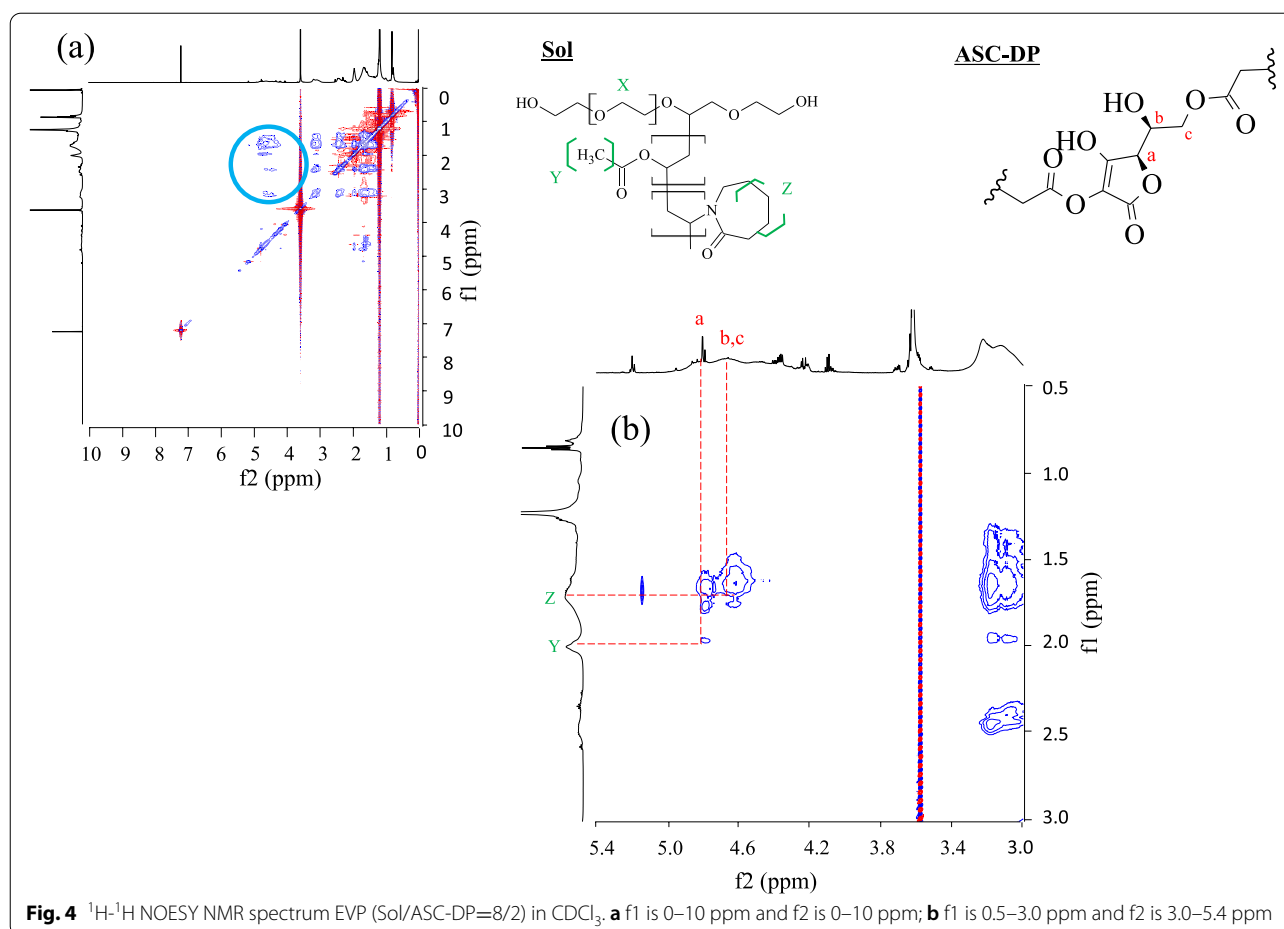 (a)
0
1
2
3
4
5
6
7
8
9
10
f1 (ppm)
10 9 8 7 6 5 4 3 2 1 0
f2 (ppm)
Sol
X
HO
O
O
O
O
OH
Y
H₃C
O
O
N
O
Z
ASC-DP
HO
b
O
O
c
HO
a
O
O
O
O
a
b,c
(b)
Z
Y
0.5
1.0
1.5
2.0
2.5
3.0
f1 (ppm)
5.4 5.0 4.6 4.2 3.8 3.4 3.0
f2 (ppm)
Fig. 4 ¹H-¹H NOESY NMR spectrum EVP (Sol/ASC-DP=8/2) in CDCl₃. a f1 is 0–10 ppm and f2 is 0–10 ppm; b f1 is 0.5–3.0 ppm and f2 is 3.0–5.4 ppm